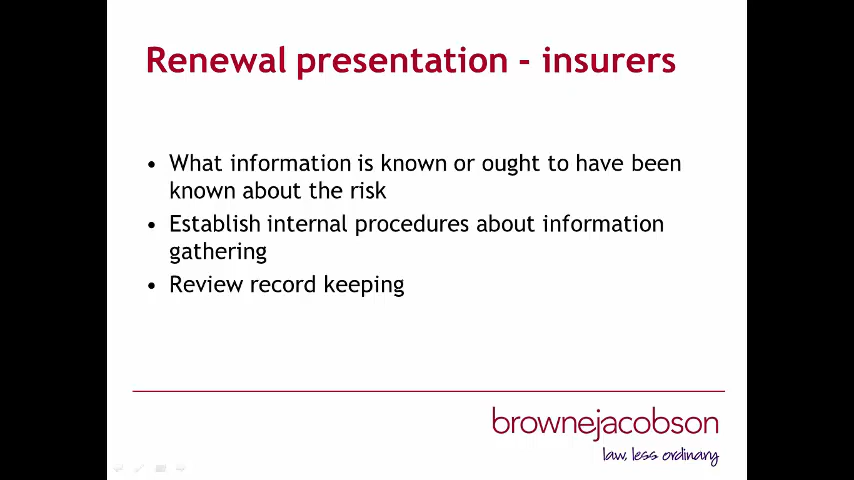 Renewal presentation - insurers
• What information is known or ought to have been
known about the risk
• Establish internal procedures about information
gathering
• Review record keeping
brownejacobson
law, less ordinary